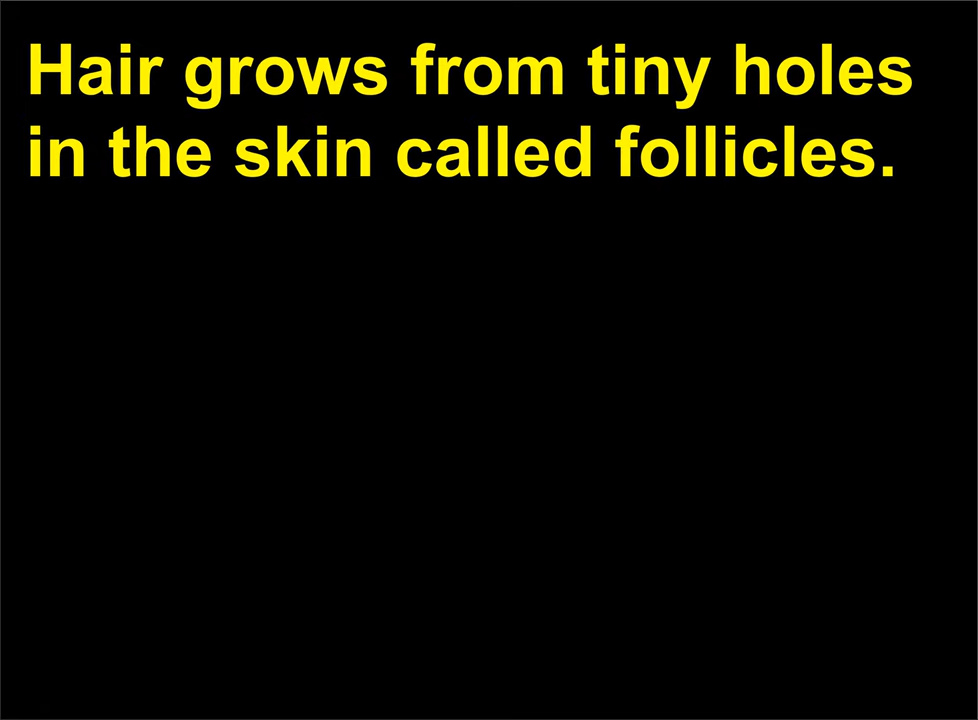 Hair grows from tiny holes
in the skin called follicles.